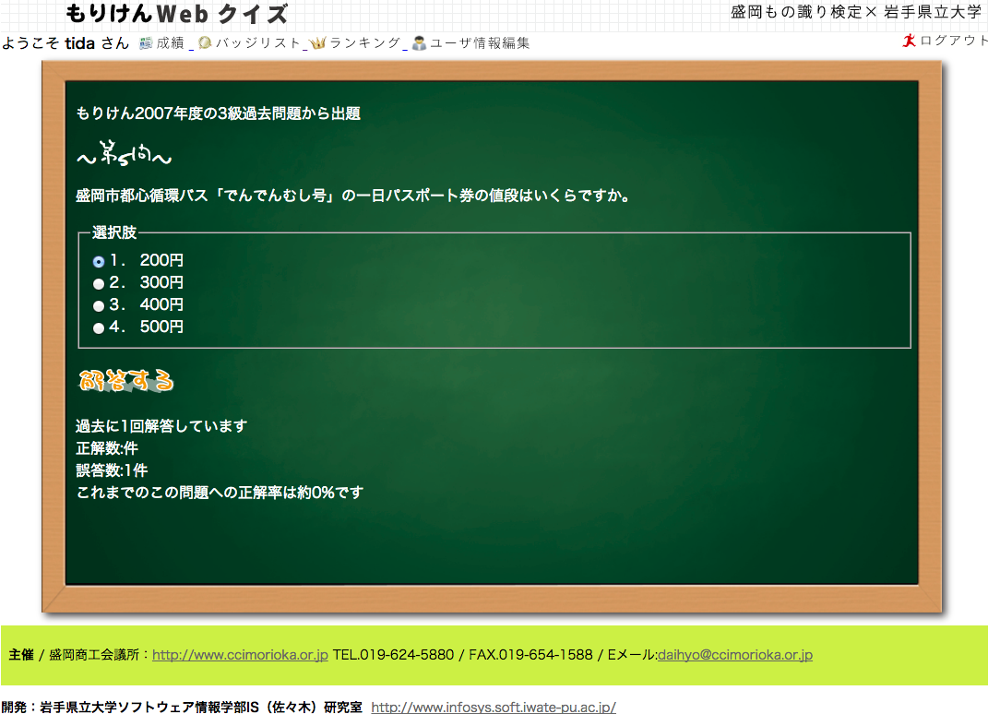 もりけんWeb クイズ
盛岡もの識り検定× 岩手県立大学
ようこそ tida さん 成績 バッジリスト ランキング ユーザ情報編集
ログアウト
もりけん2007年度の3級過去問題から出題
～第5問～
盛岡市都心循環バス「でんでんむし号」の一日パスポート券の値段はいくらですか。
選択肢
1． 200円
2． 300円
3． 400円
4． 500円
解答する
過去に1回解答しています
正解数:件
誤答数:1件
これまでのこの問題への正解率は約0%です
主催 / 盛岡商工会議所：http://www.ccimorioka.or.jp TEL.019-624-5880 / FAX.019-654-1588 / Eメール:daihyo@ccimorioka.or.jp
開発：岩手県立大学ソフトウェア情報学部IS（佐々木）研究室 http://www.infosys.soft.iwate-pu.ac.jp/